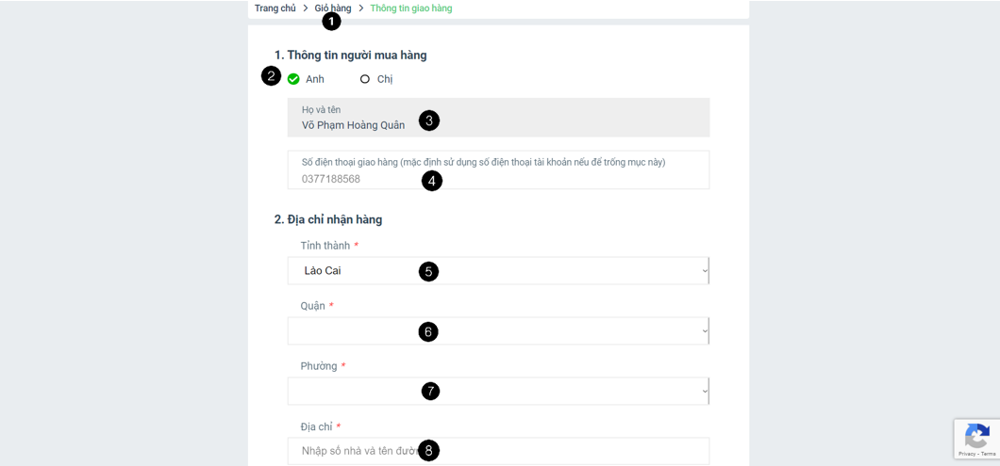 Trang chủ > Giỏ hàng > Thông tin giao hàng
1
1. Thông tin người mua hàng
2 Anh Chị
Họ và tên
Võ Phạm Hoàng Quân 3
Số điện thoại giao hàng (mặc định sử dụng số điện thoại tài khoản nếu để trống mục này)
0377188568 4
2. Địa chỉ nhận hàng
Tỉnh thành *
Lào Cai 5
Quận *
6
Phường *
7
Địa chỉ *
Nhập số nhà và tên đườn 8
Privacy - Terms